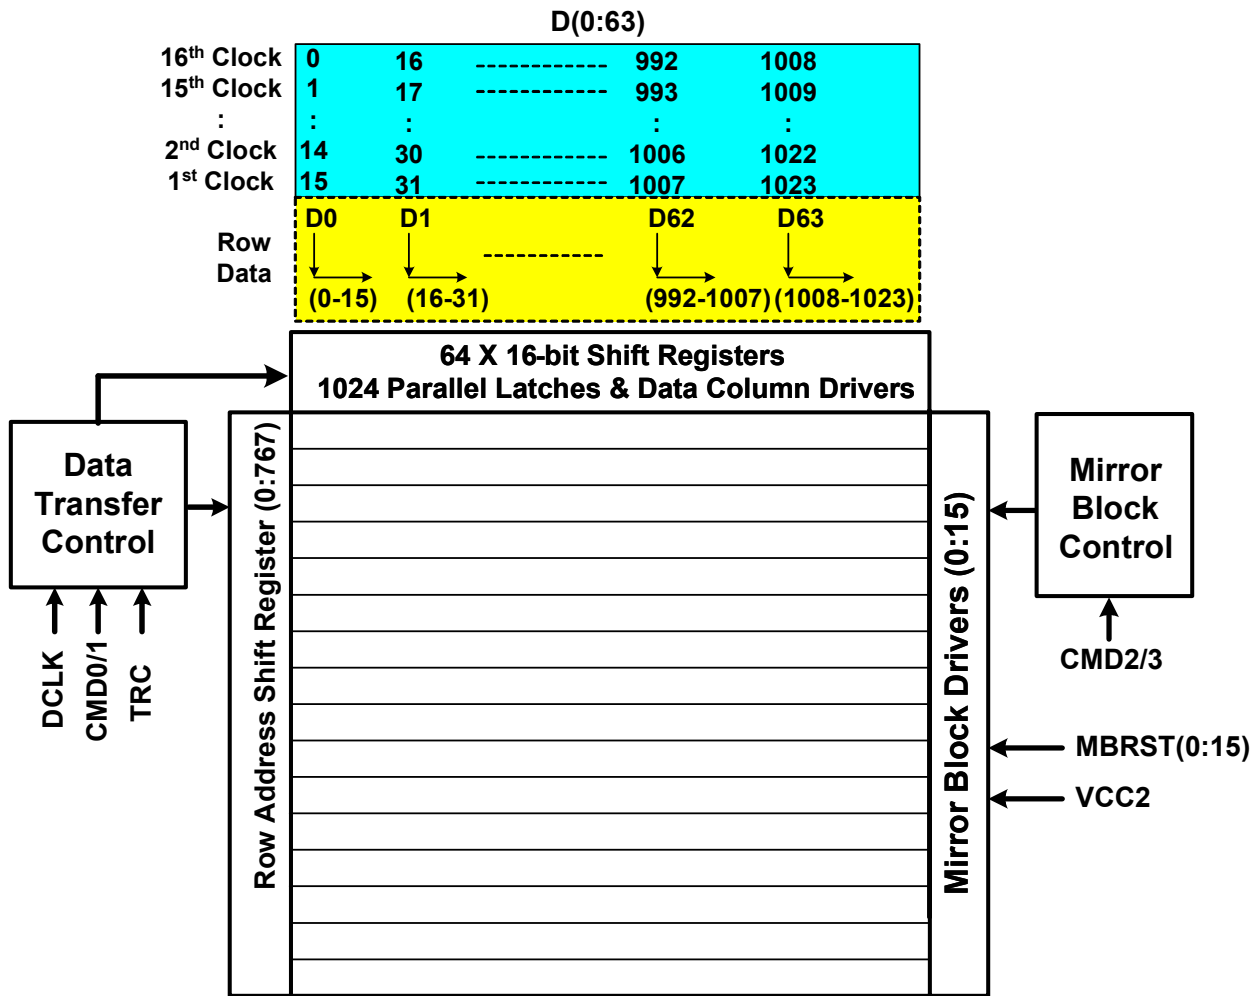 D(0:63)
16th Clock 0 16 ------------ 992 1008
15th Clock 1 17 ------------ 993 1009
: : : : :
2nd Clock 14 30 ------------ 1006 1022
1st Clock 15 31 ------------ 1007 1023
D0 D1 D62 D63
Row
Data
-----------
(0-15) (16-31) (992-1007) (1008-1023)
64 X 16-bit Shift Registers
1024 Parallel Latches & Data Column Drivers
Data
Transfer
Control
DCLK
CMD0/1
TRC
Row Address Shift Register (0:767)
Mirror Block Drivers (0:15)
Mirror
Block
Control
CMD2/3
MBRST(0:15)
VCC2